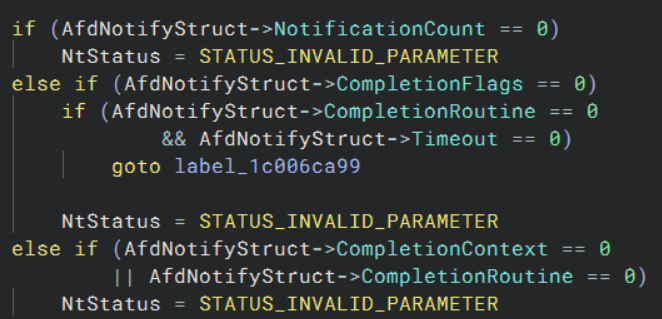 if (AfdNotifyStruct->NotificationCount == 0)
NtStatus = STATUS_INVALID_PARAMETER
else if (AfdNotifyStruct->CompletionFlags == 0)
if (AfdNotifyStruct->CompletionRoutine == 0
&& AfdNotifyStruct->Timeout == 0)
goto label_1c006ca99
NtStatus = STATUS_INVALID_PARAMETER
else if (AfdNotifyStruct->CompletionContext == 0
|| AfdNotifyStruct->CompletionRoutine == 0)
NtStatus = STATUS_INVALID_PARAMETER